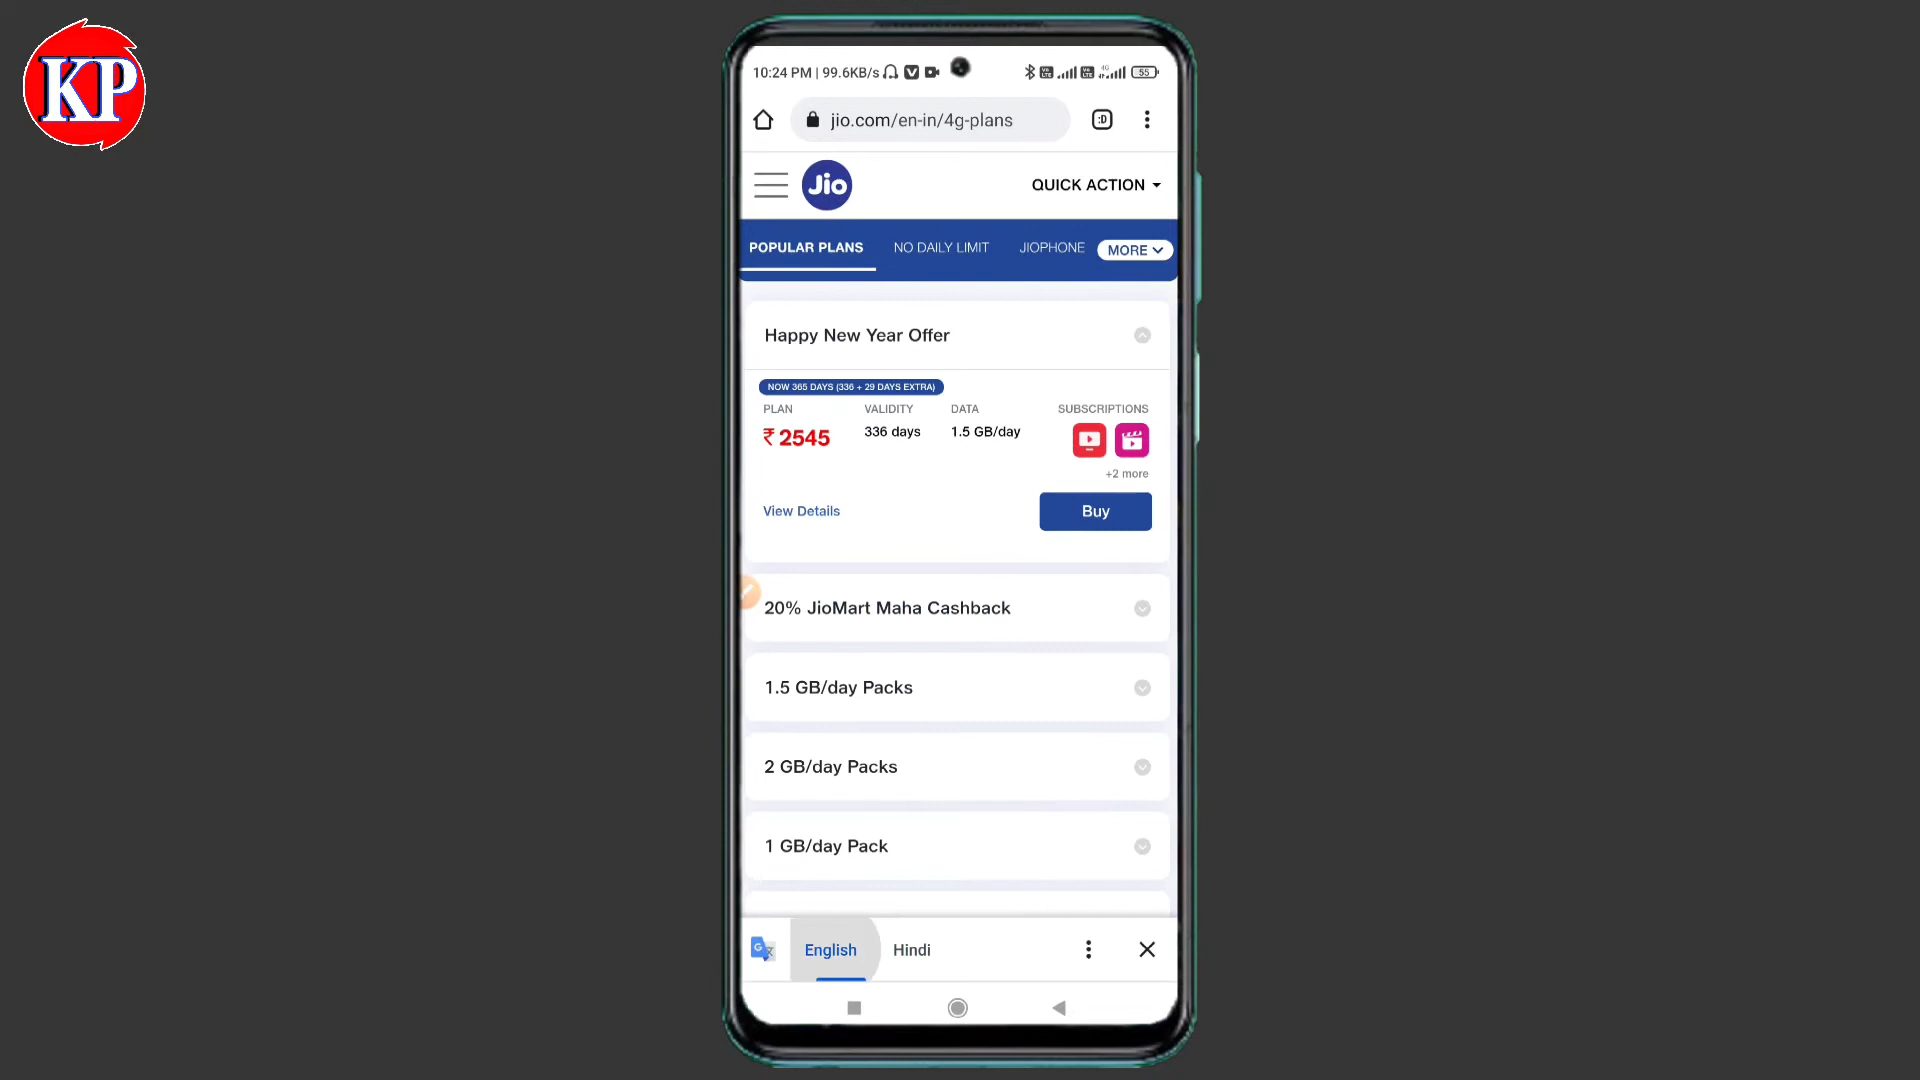 KP
10:24 PM | 99.6KB/s
55
jio.com/en-in/4g-plans
:D
Jio
QUICK ACTION
POPULAR PLANS
NO DAILY LIMIT
JIOPHONE
MORE
Happy New Year Offer
NOW 365 DAYS (336 + 29 DAYS EXTRA)
PLAN
VALIDITY
DATA
SUBSCRIPTIONS
₹ 2545
336 days
1.5 GB/day
+2 more
View Details
Buy
20% JioMart Maha Cashback
1.5 GB/day Packs
2 GB/day Packs
1 GB/day Pack
English
Hindi